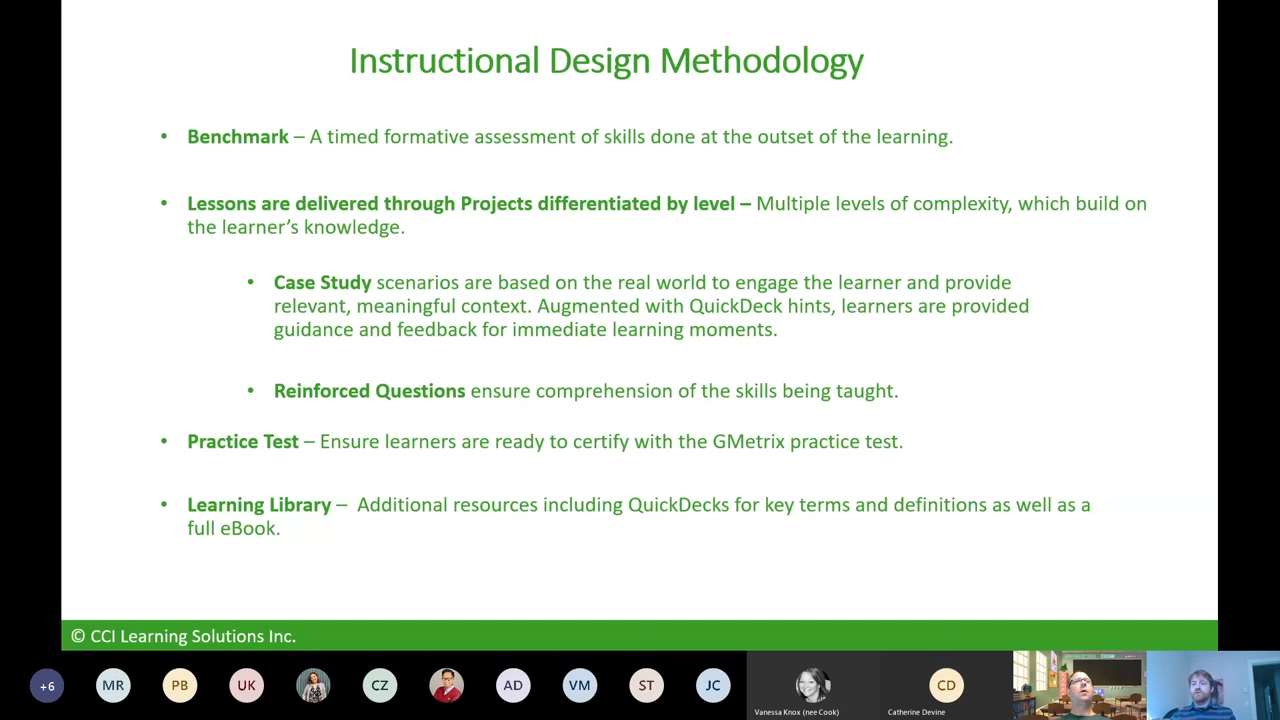 Instructional Design Methodology
• Benchmark – A timed formative assessment of skills done at the outset of the learning.
• Lessons are delivered through Projects differentiated by level – Multiple levels of complexity, which build on
the learner's knowledge.
• Case Study scenarios are based on the real world to engage the learner and provide
relevant, meaningful context. Augmented with QuickDeck hints, learners are provided
guidance and feedback for immediate learning moments.
• Reinforced Questions ensure comprehension of the skills being taught.
• Practice Test – Ensure learners are ready to certify with the GMetrix practice test.
• Learning Library – Additional resources including QuickDecks for key terms and definitions as well as a
full eBook.
© CCI Learning Solutions Inc.
+6 MR PB UK CZ AD VM ST JC CD
Vanessa Knox (nee Cook) Catherine Devine